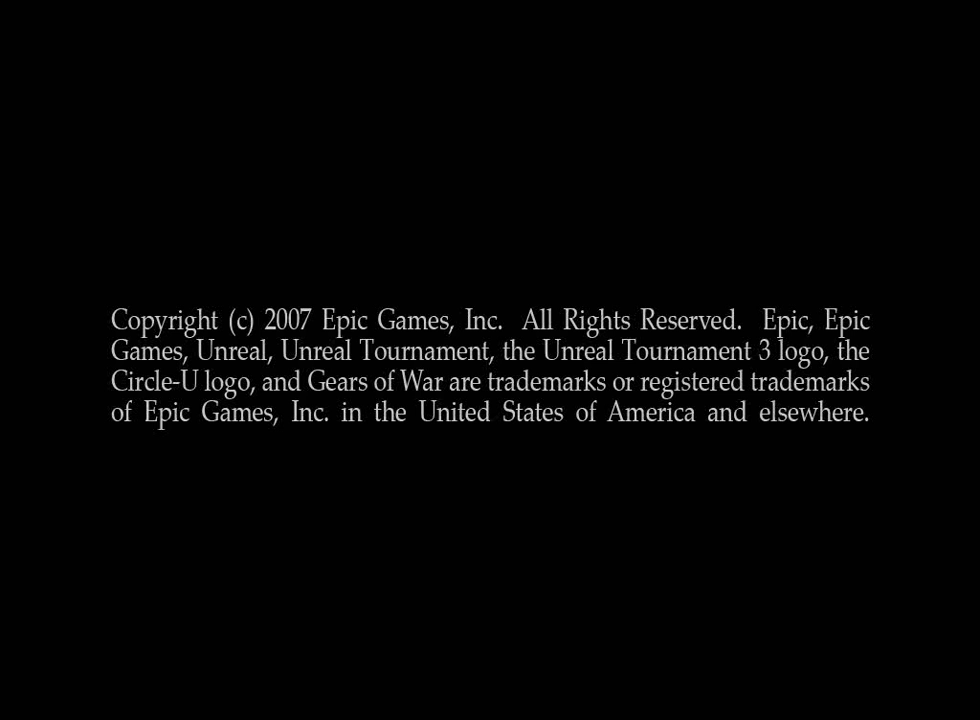 Copyright (c) 2007 Epic Games, Inc.  All Rights Reserved.  Epic, Epic
Games, Unreal, Unreal Tournament, the Unreal Tournament 3 logo, the
Circle-U logo, and Gears of War are trademarks or registered trademarks
of Epic Games, Inc. in the United States of America and elsewhere.